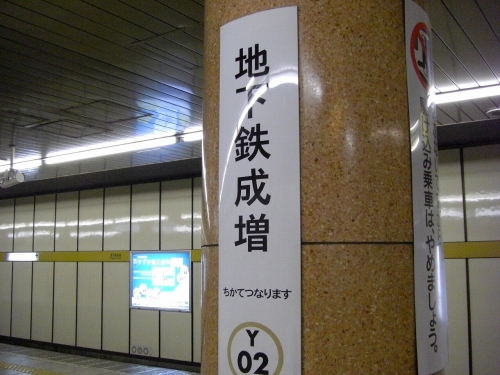 地下鉄成増
ちかてつなります
Y
02
込み乗車は、やめましょう。